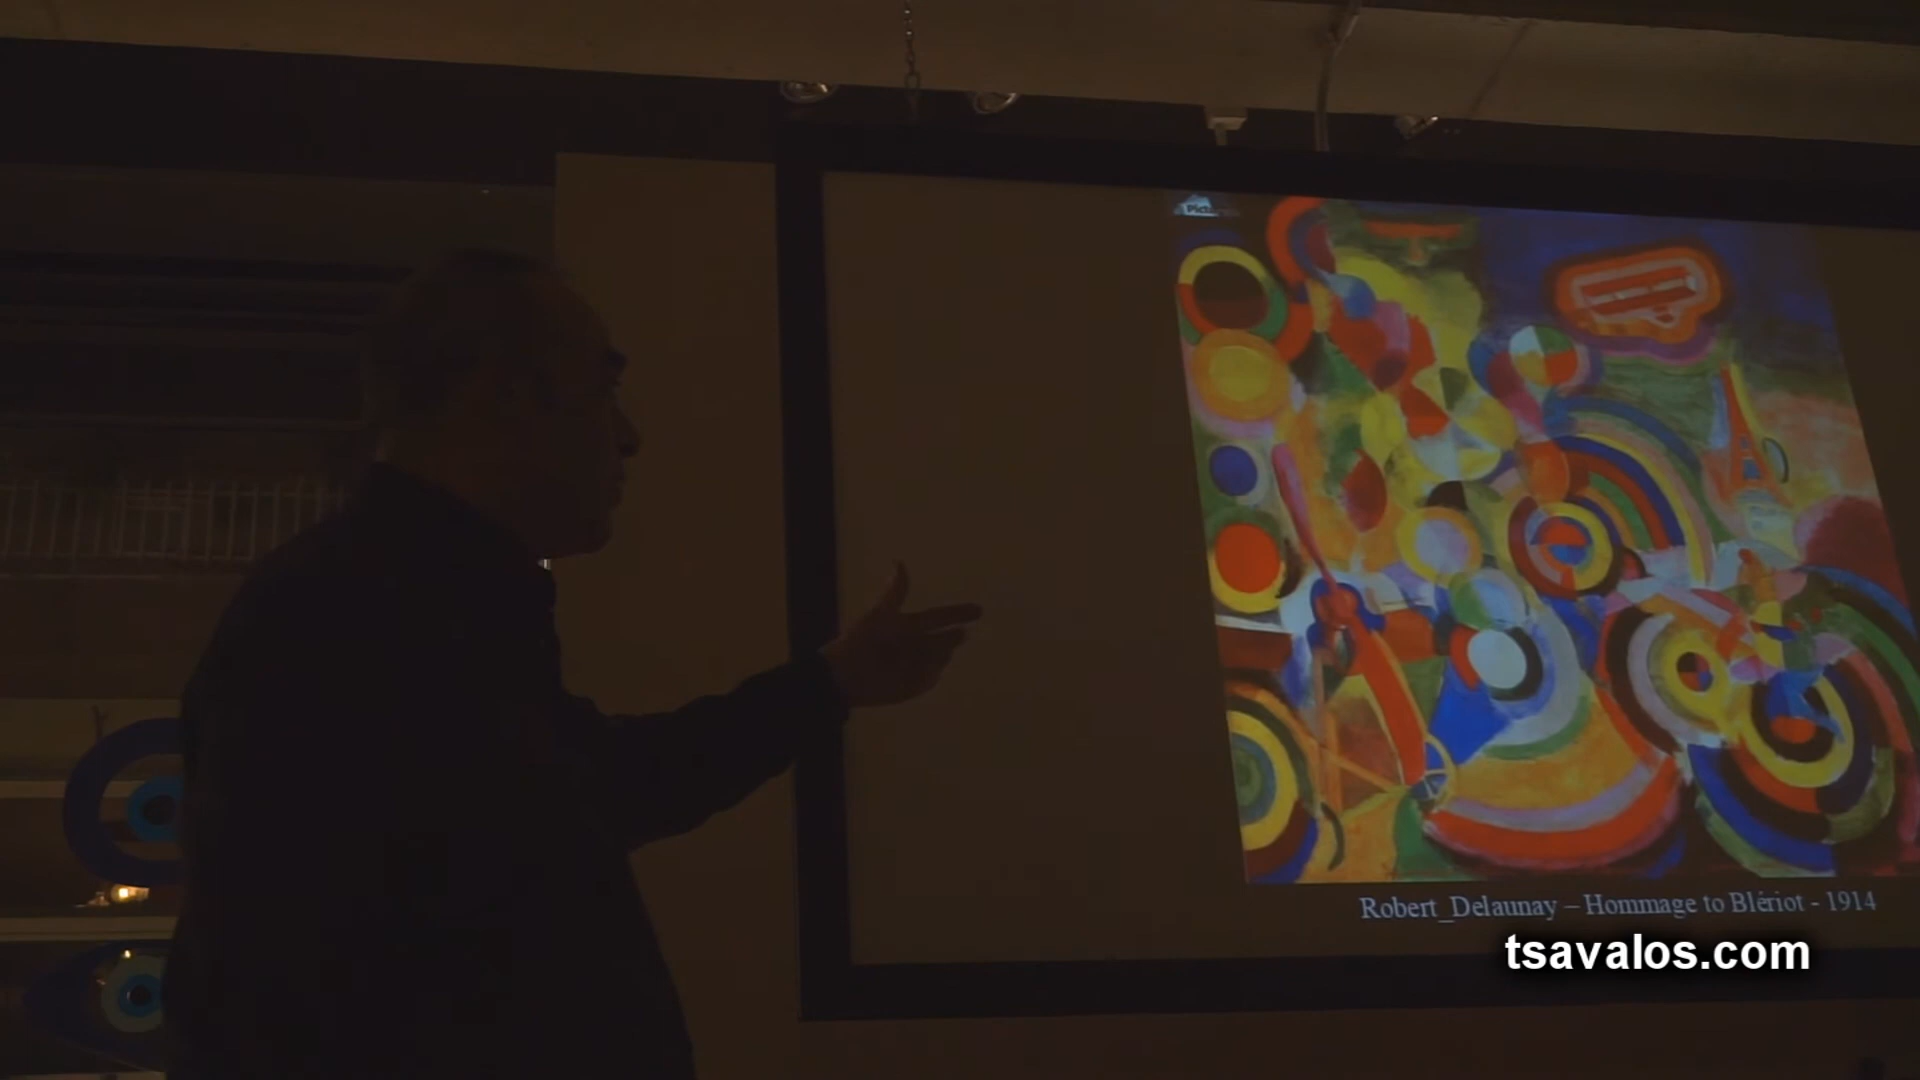 Robert_Delaunay – Hommage to Blériot - 1914
tsavalos.com